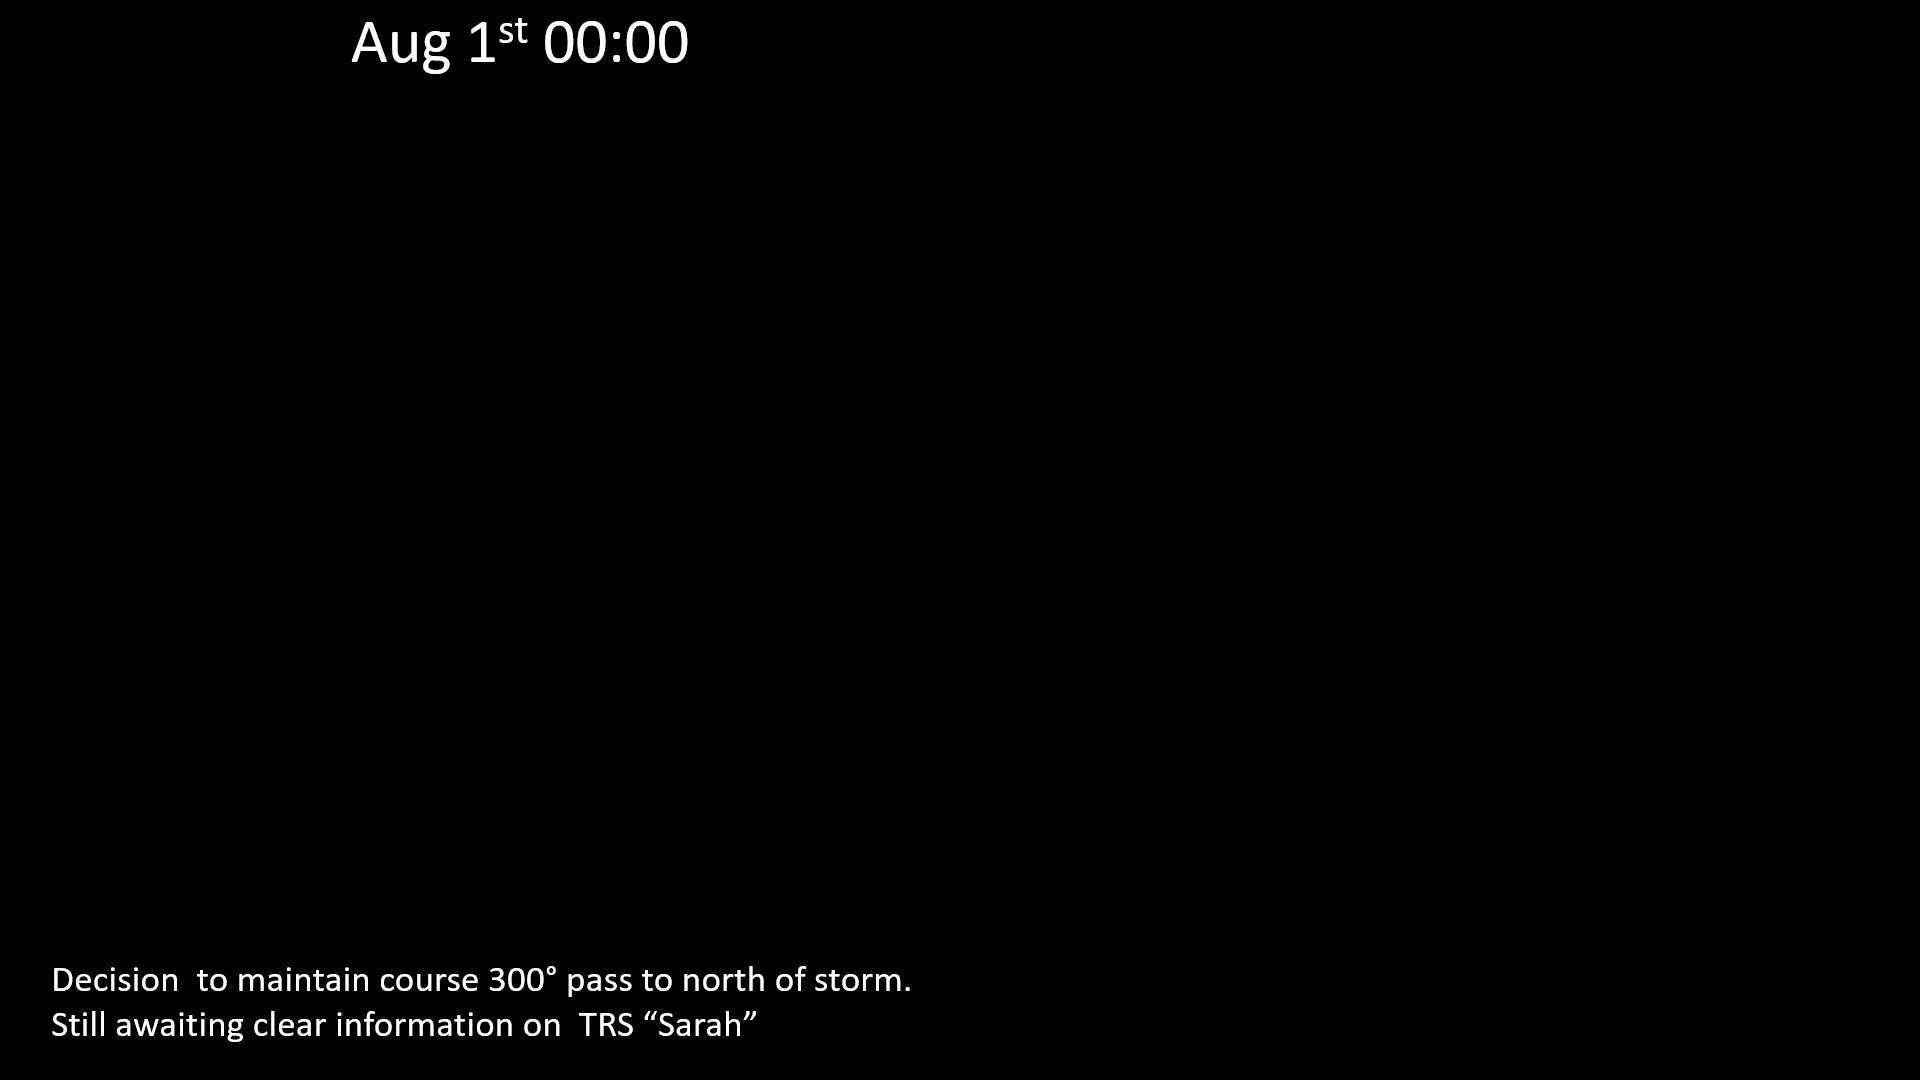 Aug 1st 00:00
Decision  to maintain course 300° pass to north of storm.
Still awaiting clear information on  TRS “Sarah”